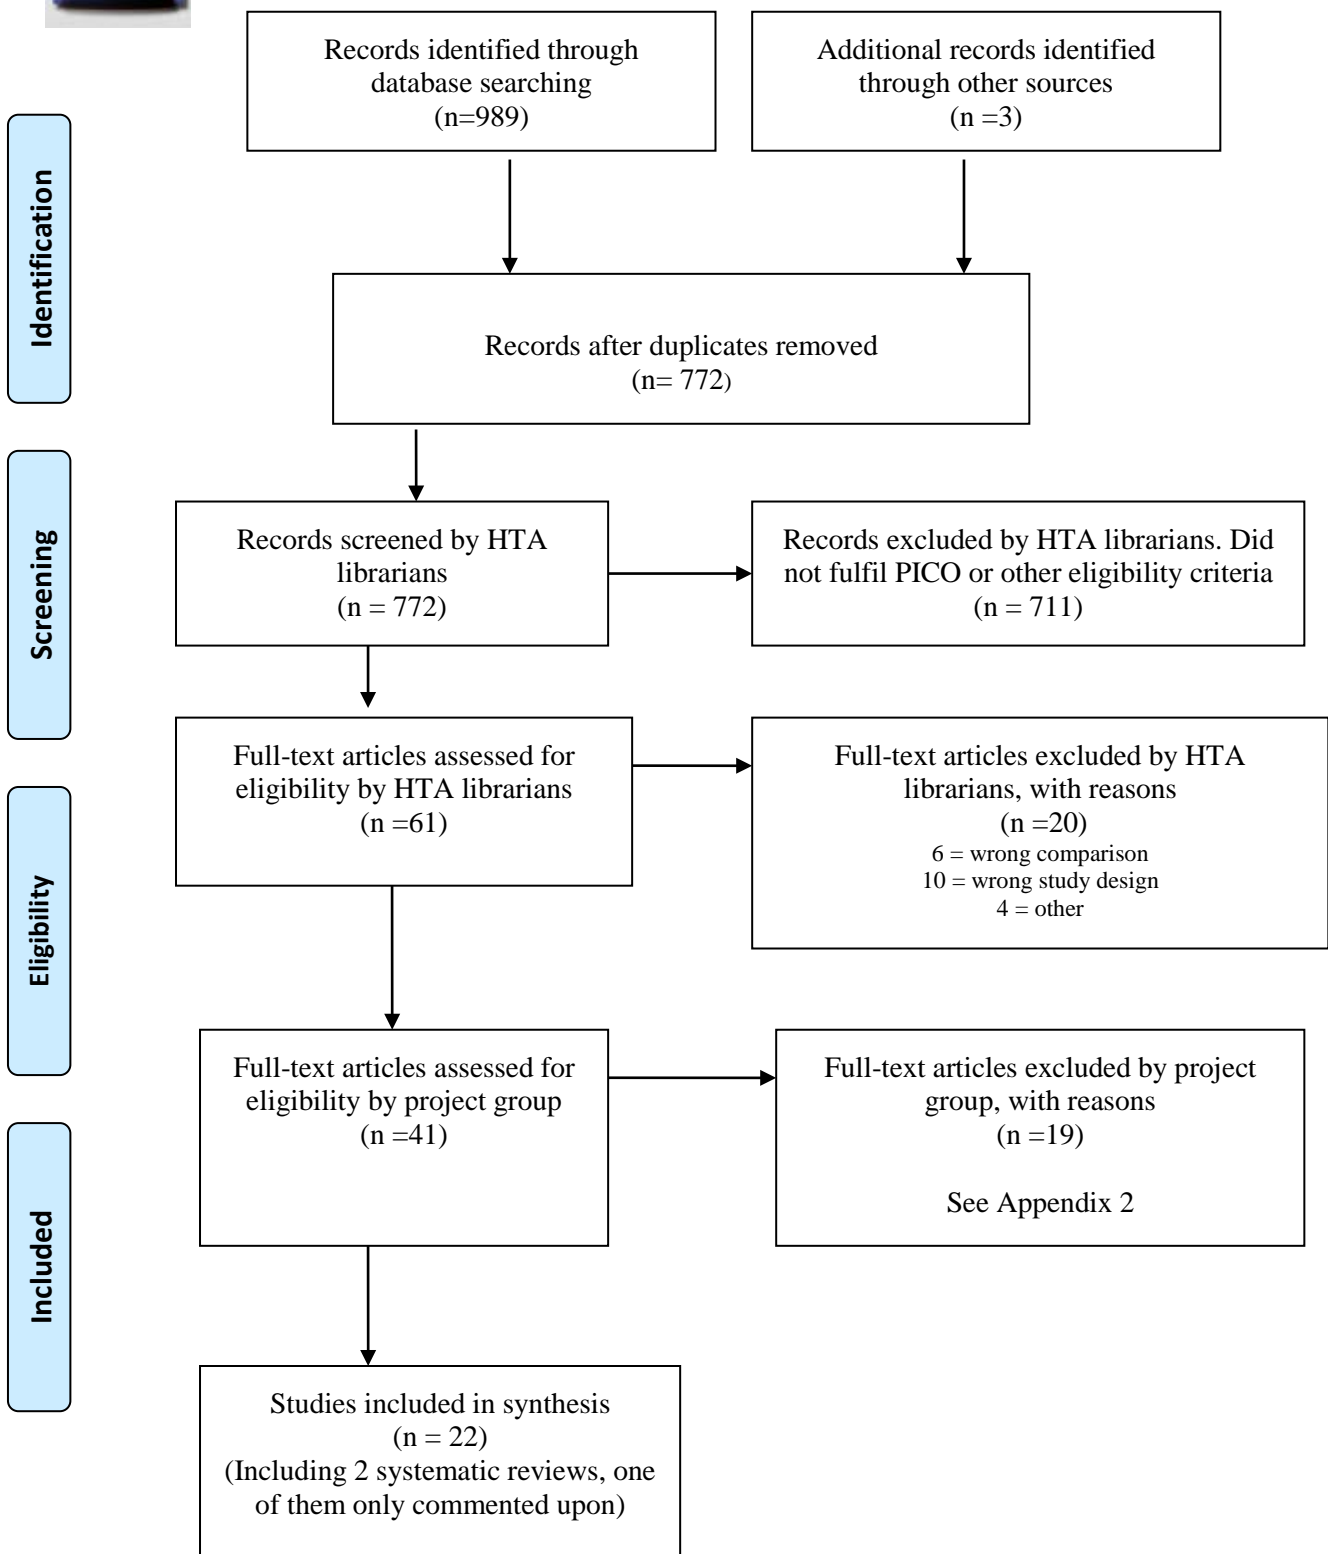 Records identified through
database searching
(n=989)
Additional records identified
through other sources
(n =3)
Identification
Records after duplicates removed
(n= 772)
Screening
Records screened by HTA
librarians
(n = 772)
Records excluded by HTA librarians. Did
not fulfil PICO or other eligibility criteria
(n = 711)
Full-text articles assessed for
eligibility by HTA librarians
(n =61)
Full-text articles excluded by HTA
librarians, with reasons
(n =20)
6 = wrong comparison
10 = wrong study design
4 = other
Eligibility
Full-text articles assessed for
eligibility by project group
(n =41)
Full-text articles excluded by project
group, with reasons
(n =19)
See Appendix 2
Included
Studies included in synthesis
(n = 22)
(Including 2 systematic reviews, one
of them only commented upon)